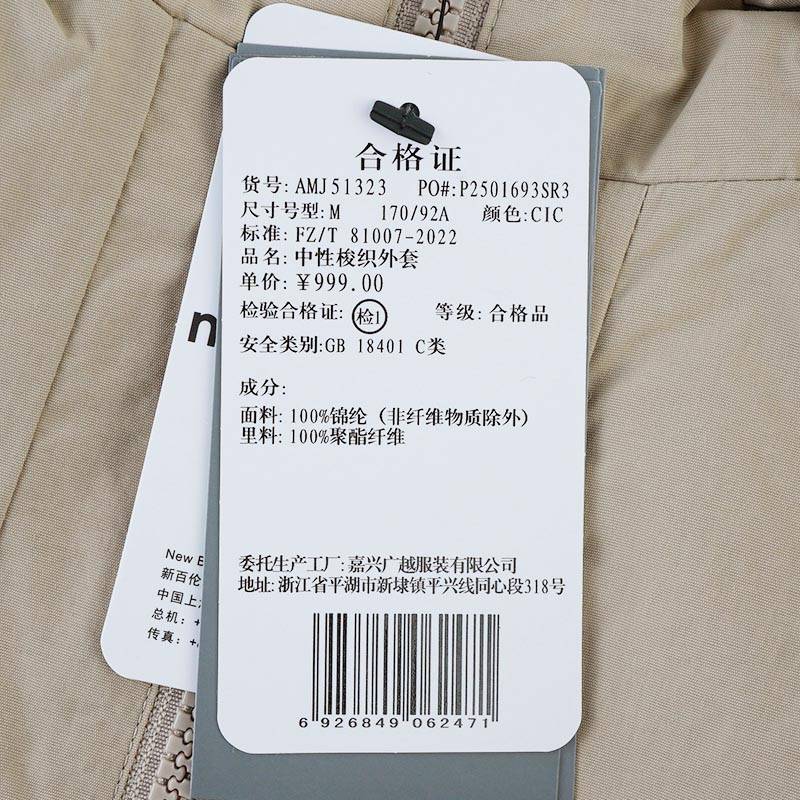 合格证
货号: AMJ51323 PO#:P2501693SR3
尺寸号型:M 170/92A 颜色:CIC
标准: FZ/T 81007-2022
品名: 中性梭织外套
单价: ¥999.00
检验合格证: 检1 等级: 合格品
安全类别:GB 18401 C类
成分:
面料: 100%锦纶（非纤维物质除外）
里料: 100%聚酯纤维
委托生产工厂: 嘉兴广越服装有限公司
地址: 浙江省平湖市新埭镇平兴线同心段318号
6 926849 062471
n
New
新百伦
中国上
总机：+
传真：+